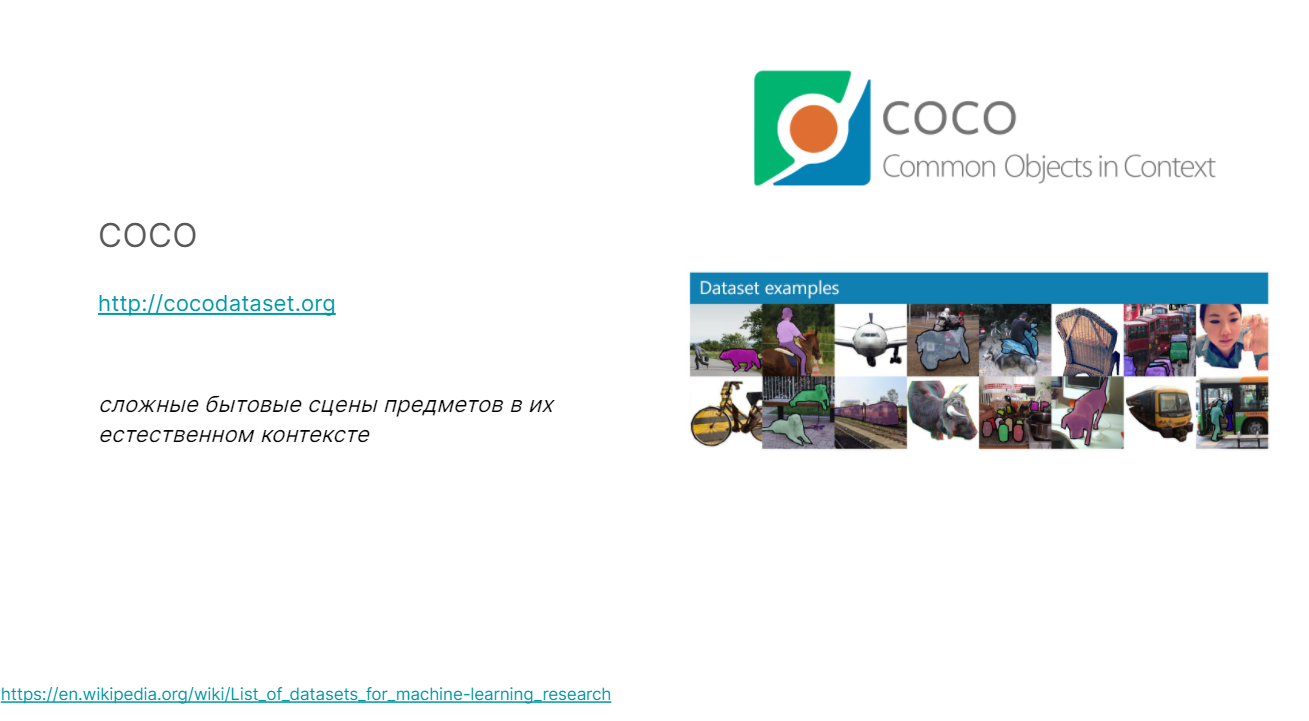 COCO
http://cocodataset.org
сложные бытовые сцены предметов в их
естественном контексте
coco
Common Objects in Context
Dataset examples
https://en.wikipedia.org/wiki/List_of_datasets_for_machine-learning_research